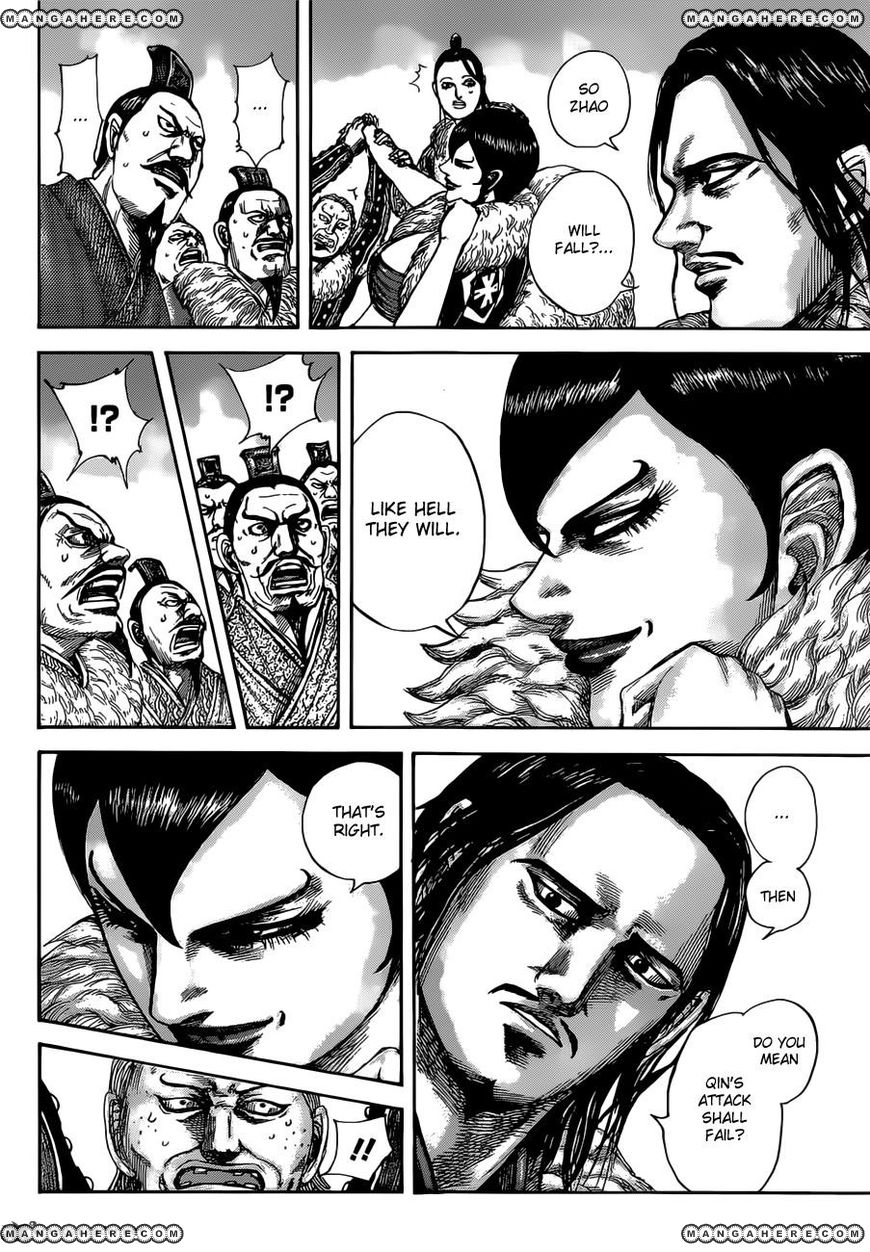 MANGAHERE.COM
MANGAHERE.COM
SO
ZHAO
WILL
FALL?...
...
...
LIKE HELL
THEY WILL.
!?
!?
...
THEN
DO YOU
MEAN
QIN'S
ATTACK
SHALL
FAIL?
THAT'S
RIGHT.
!!
MANGAHERE.COM
MANGAHERE.COM